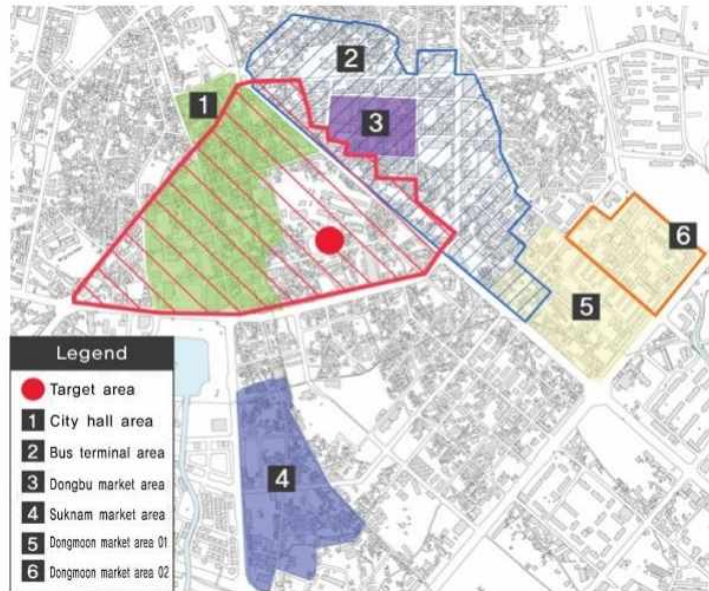 2
1
3
6
5
4
Legend
Target area
1 City hall area
2 Bus terminal area
3 Dongbu market area
4 Suknam market area
5 Dongmoon market area 01
6 Dongmoon market area 02